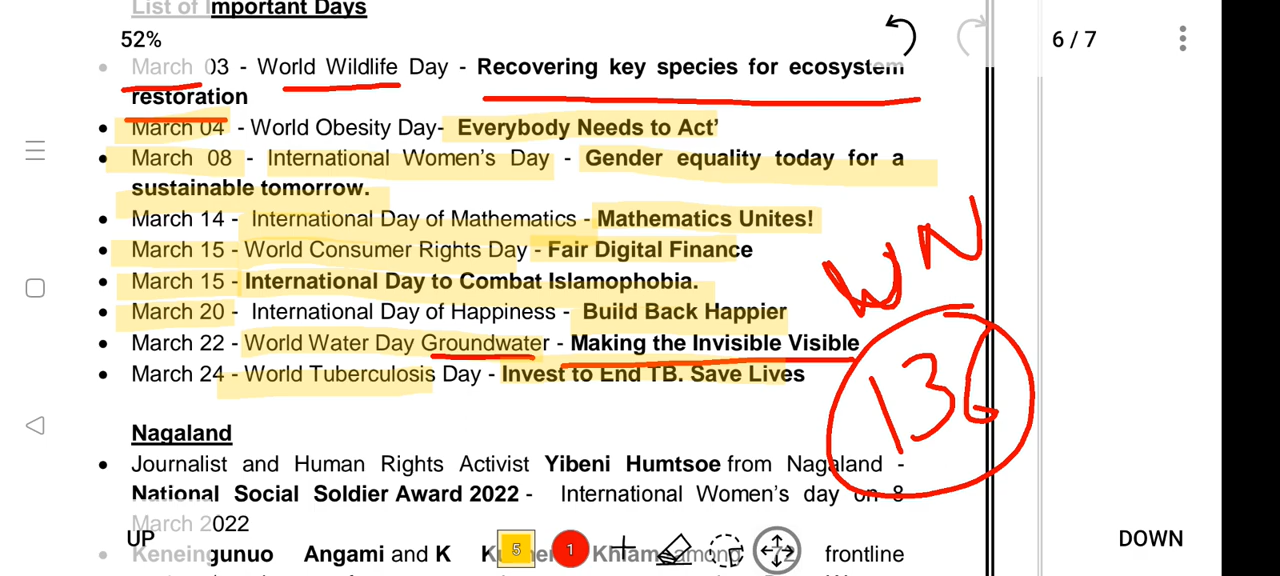 List of Important Days
52%
6 / 7
March 03 - World Wildlife Day - Recovering key species for ecosystem
restoration
March 04 - World Obesity Day- Everybody Needs to Act’
March 08 - International Women’s Day - Gender equality today for a
sustainable tomorrow.
March 14 - International Day of Mathematics - Mathematics Unites!
March 15 - World Consumer Rights Day - Fair Digital Finance
March 15 - International Day to Combat Islamophobia.
March 20 - International Day of Happiness - Build Back Happier
March 22 - World Water Day Groundwater - Making the Invisible Visible
March 24 - World Tuberculosis Day - Invest to End TB. Save Lives
WN
136
Nagaland
Journalist and Human Rights Activist Yibeni Humtsoe from Nagaland -
National Social Soldier Award 2022 - International Women’s day on 8
March 2022
UP
5
1
DOWN
Keneingunuo Angami and K Khiam among 72 frontline